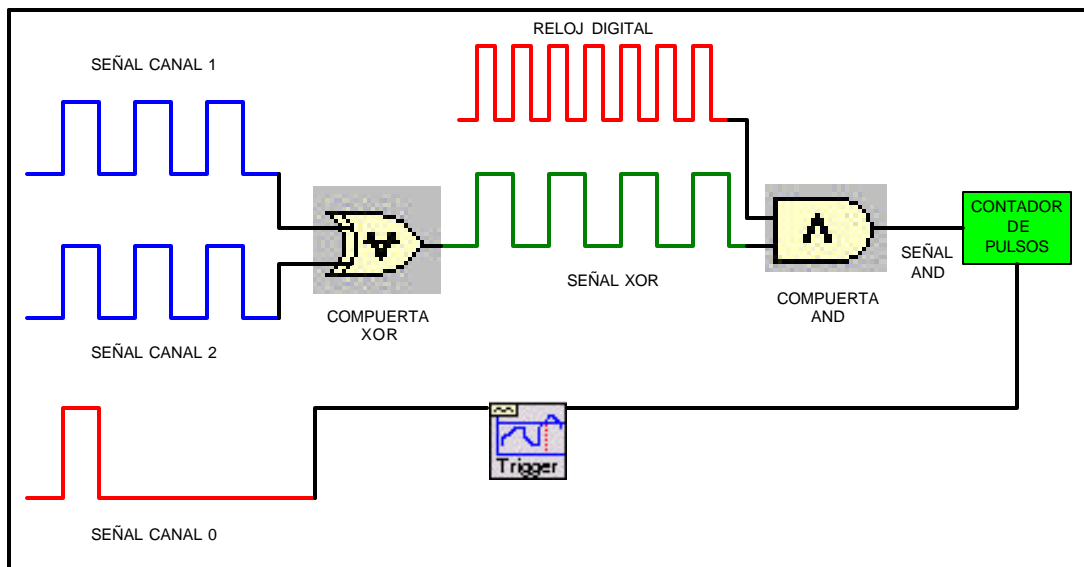 RELOJ DIGITAL
SEÑAL CANAL 1
CONTADOR
DE
PULSOS
SEÑAL
AND
SEÑAL XOR
COMPUERTA
AND
COMPUERTA
XOR
SEÑAL CANAL 2
Trigger
SEÑAL CANAL 0